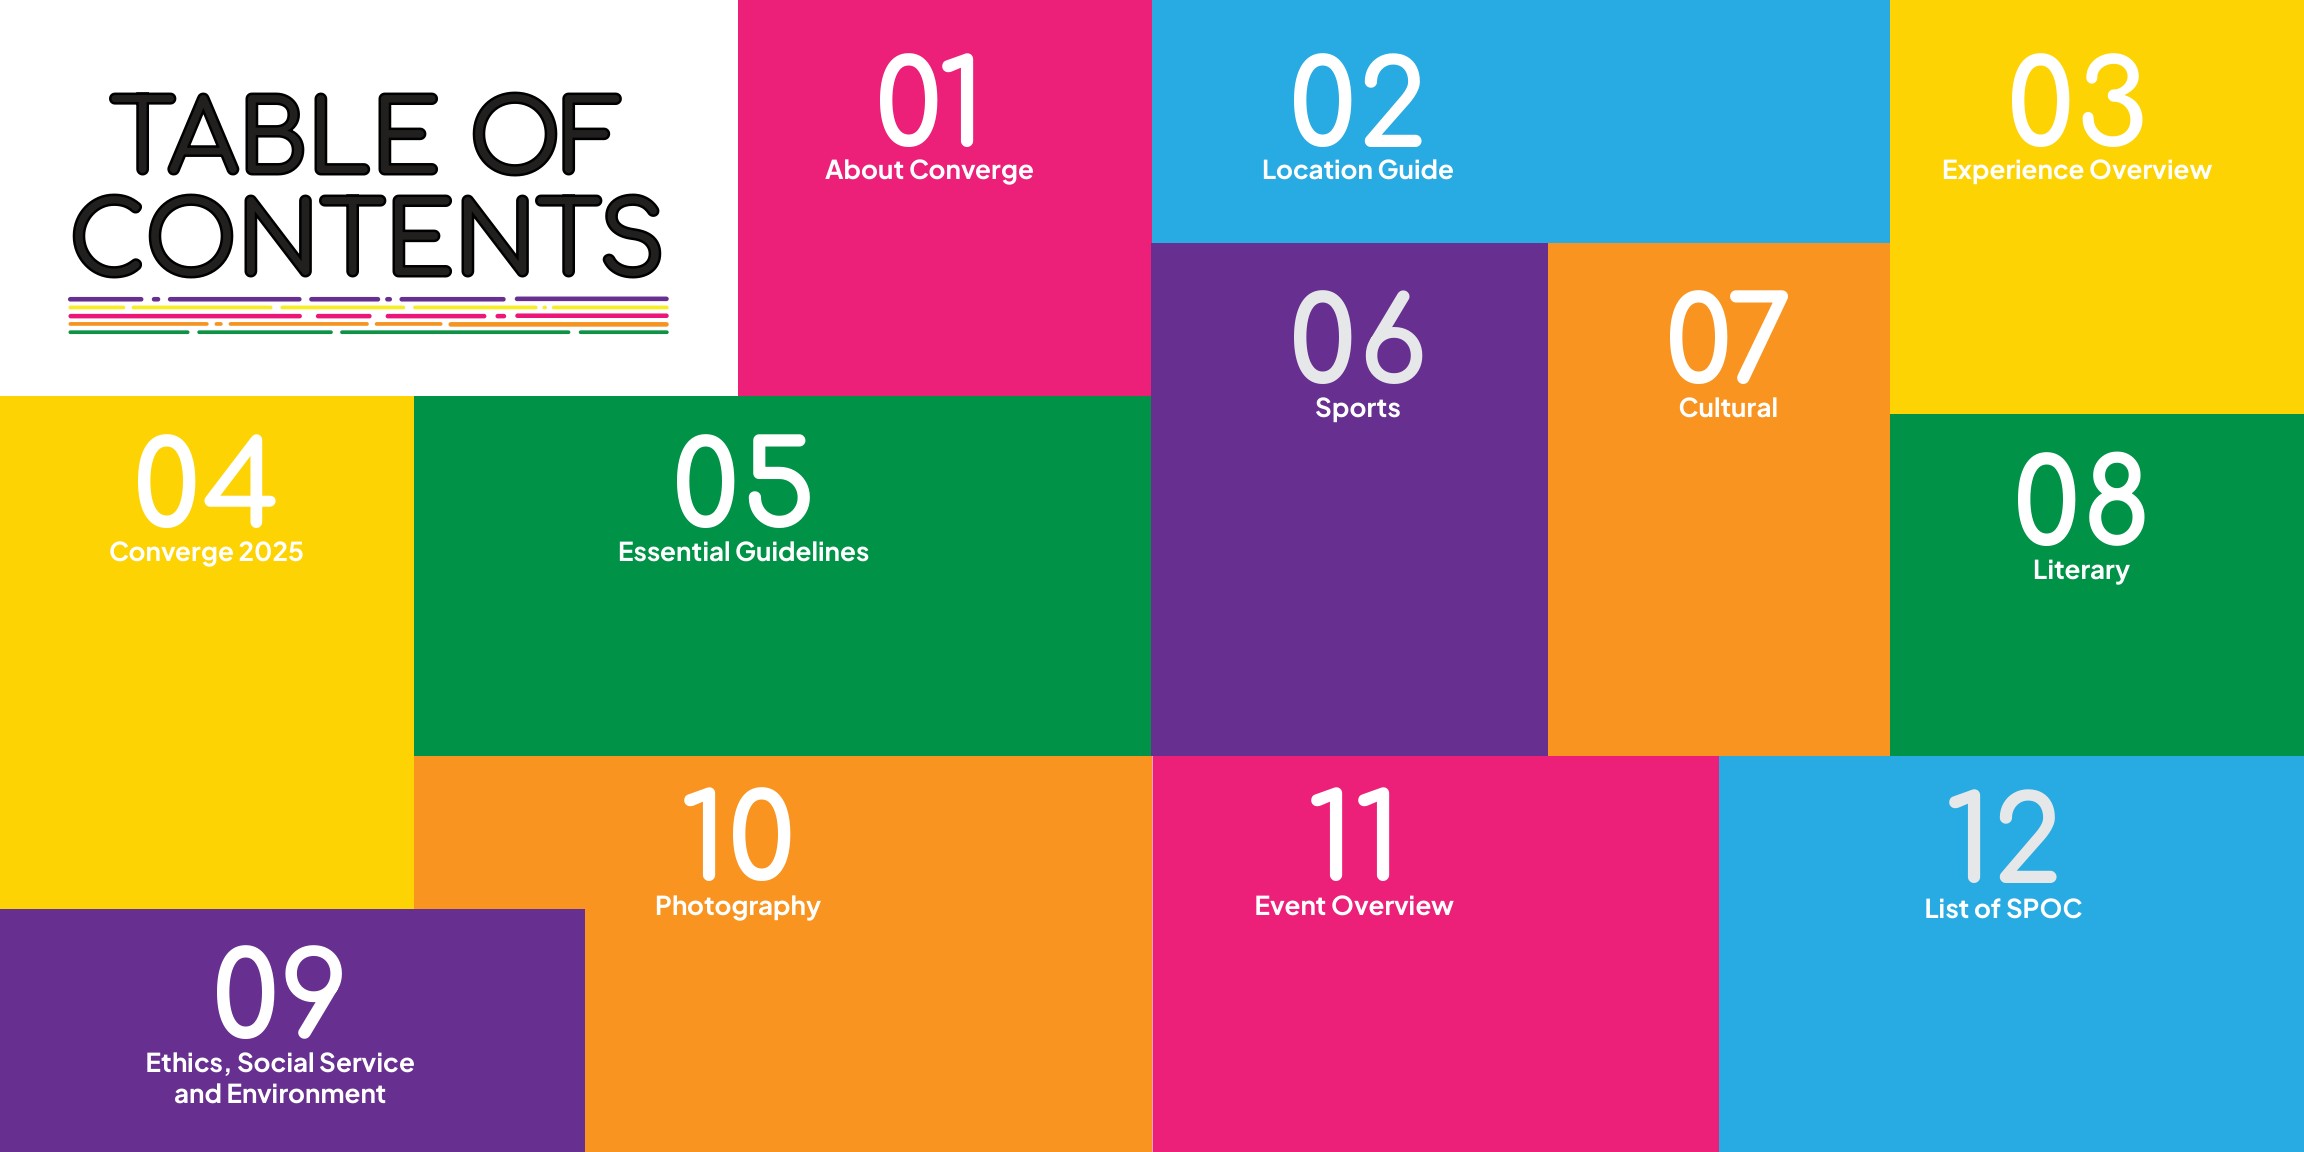 TABLE OF
CONTENTS
01
About Converge
02
Location Guide
03
Experience Overview
04
Converge 2025
05
Essential Guidelines
06
Sports
07
Cultural
08
Literary
09
Ethics, Social Service
and Environment
10
Photography
11
Event Overview
12
List of SPOC